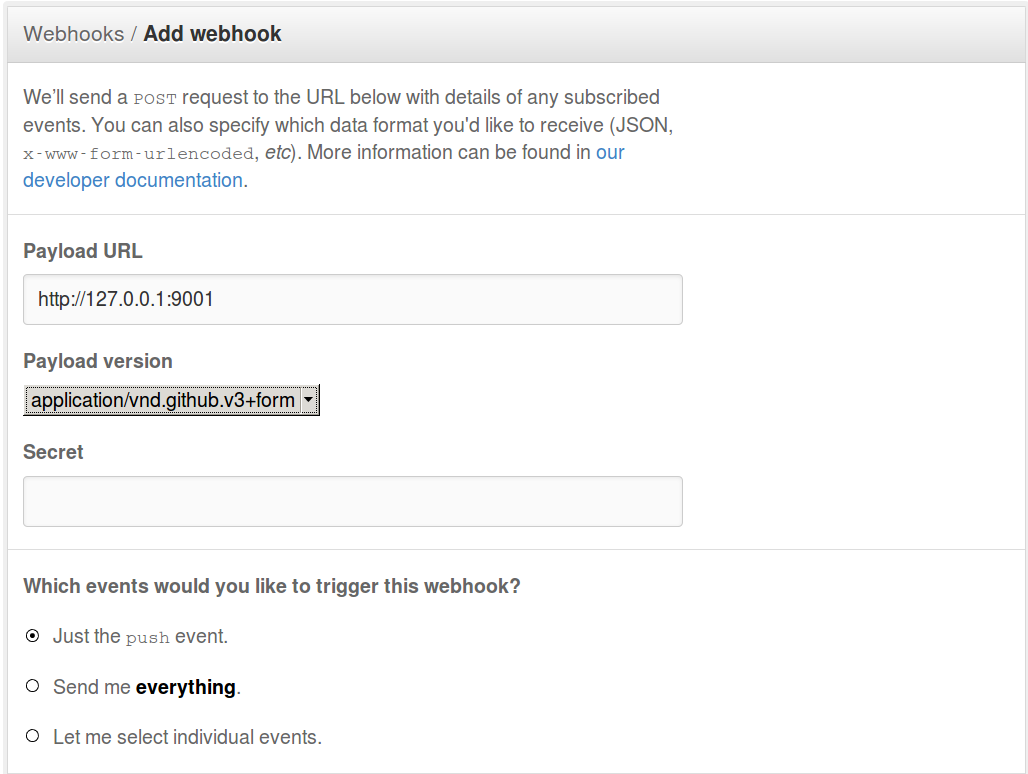 Webhooks / Add webhook
We'll send a POST request to the URL below with details of any subscribed
events. You can also specify which data format you'd like to receive (JSON,
x-www-form-urlencoded, etc). More information can be found in our
developer documentation.
Payload URL
http://127.0.0.1:9001
Payload version
application/vnd.github.v3+form
Secret
Which events would you like to trigger this webhook?
Just the push event.
Send me everything.
Let me select individual events.